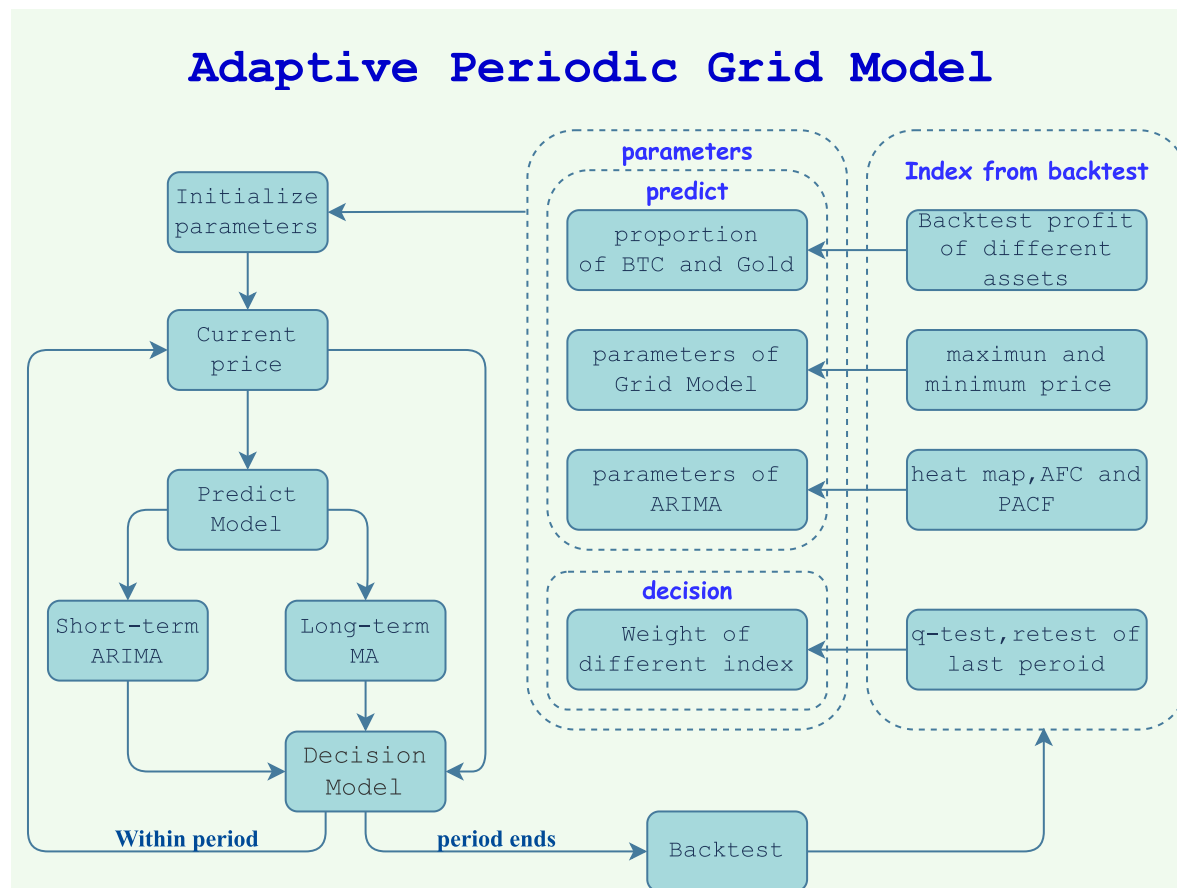 Adaptive Periodic Grid Model
Initialize
parameters
Current
price
Predict
Model
Short-term
ARIMA
Long-term
MA
Decision
Model
Within period
period ends
Backtest
parameters
predict
proportion
of BTC and Gold
parameters of
Grid Model
parameters of
ARIMA
decision
Weight of
different index
Index from backtest
Backtest profit
of different
assets
maximun and
minimum price
heat map,AFC and
PACF
q-test,retest of
last peroid